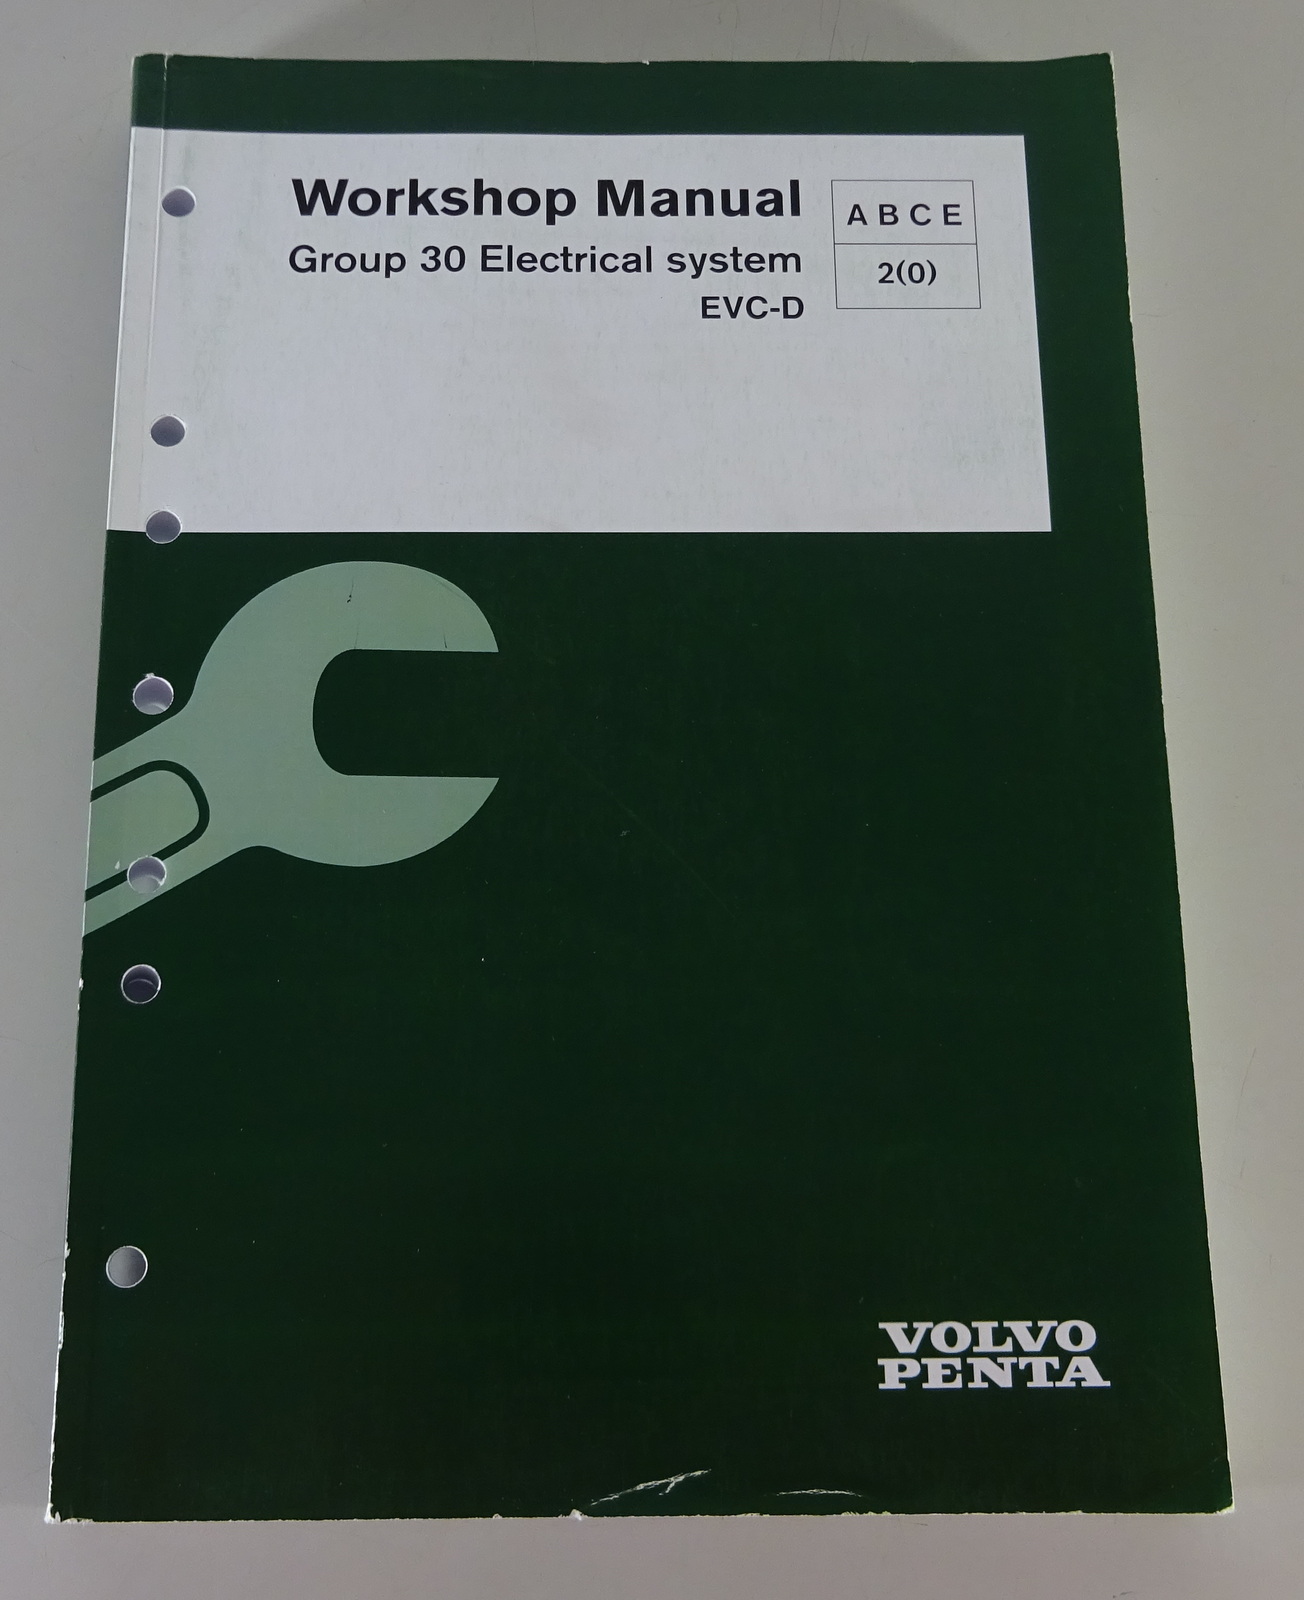 Workshop Manual
Group 30 Electrical system
EVC-D
A B C E
2(0)
VOLVO
PENTA